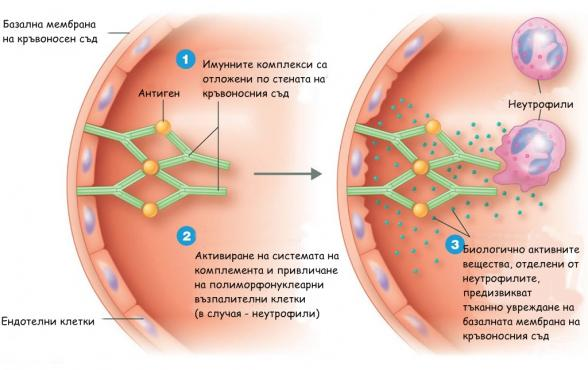 Базална мембрана
на кръвоносен съд
1
Имунните комплекси са
отложени по стената на
кръвоносния съд
Антиген
2
Активиране на системата на
комплемента и привличане
на полиморфонуклеарни
възпалителни клетки
(в случая - неутрофили)
Ендотелни клетки
Неутрофили
3
Биологично активните
вещества, отделени от
неутрофилите,
предизвикват
тъканно увреждане на
базалната мембрана на
кръвоносния съд